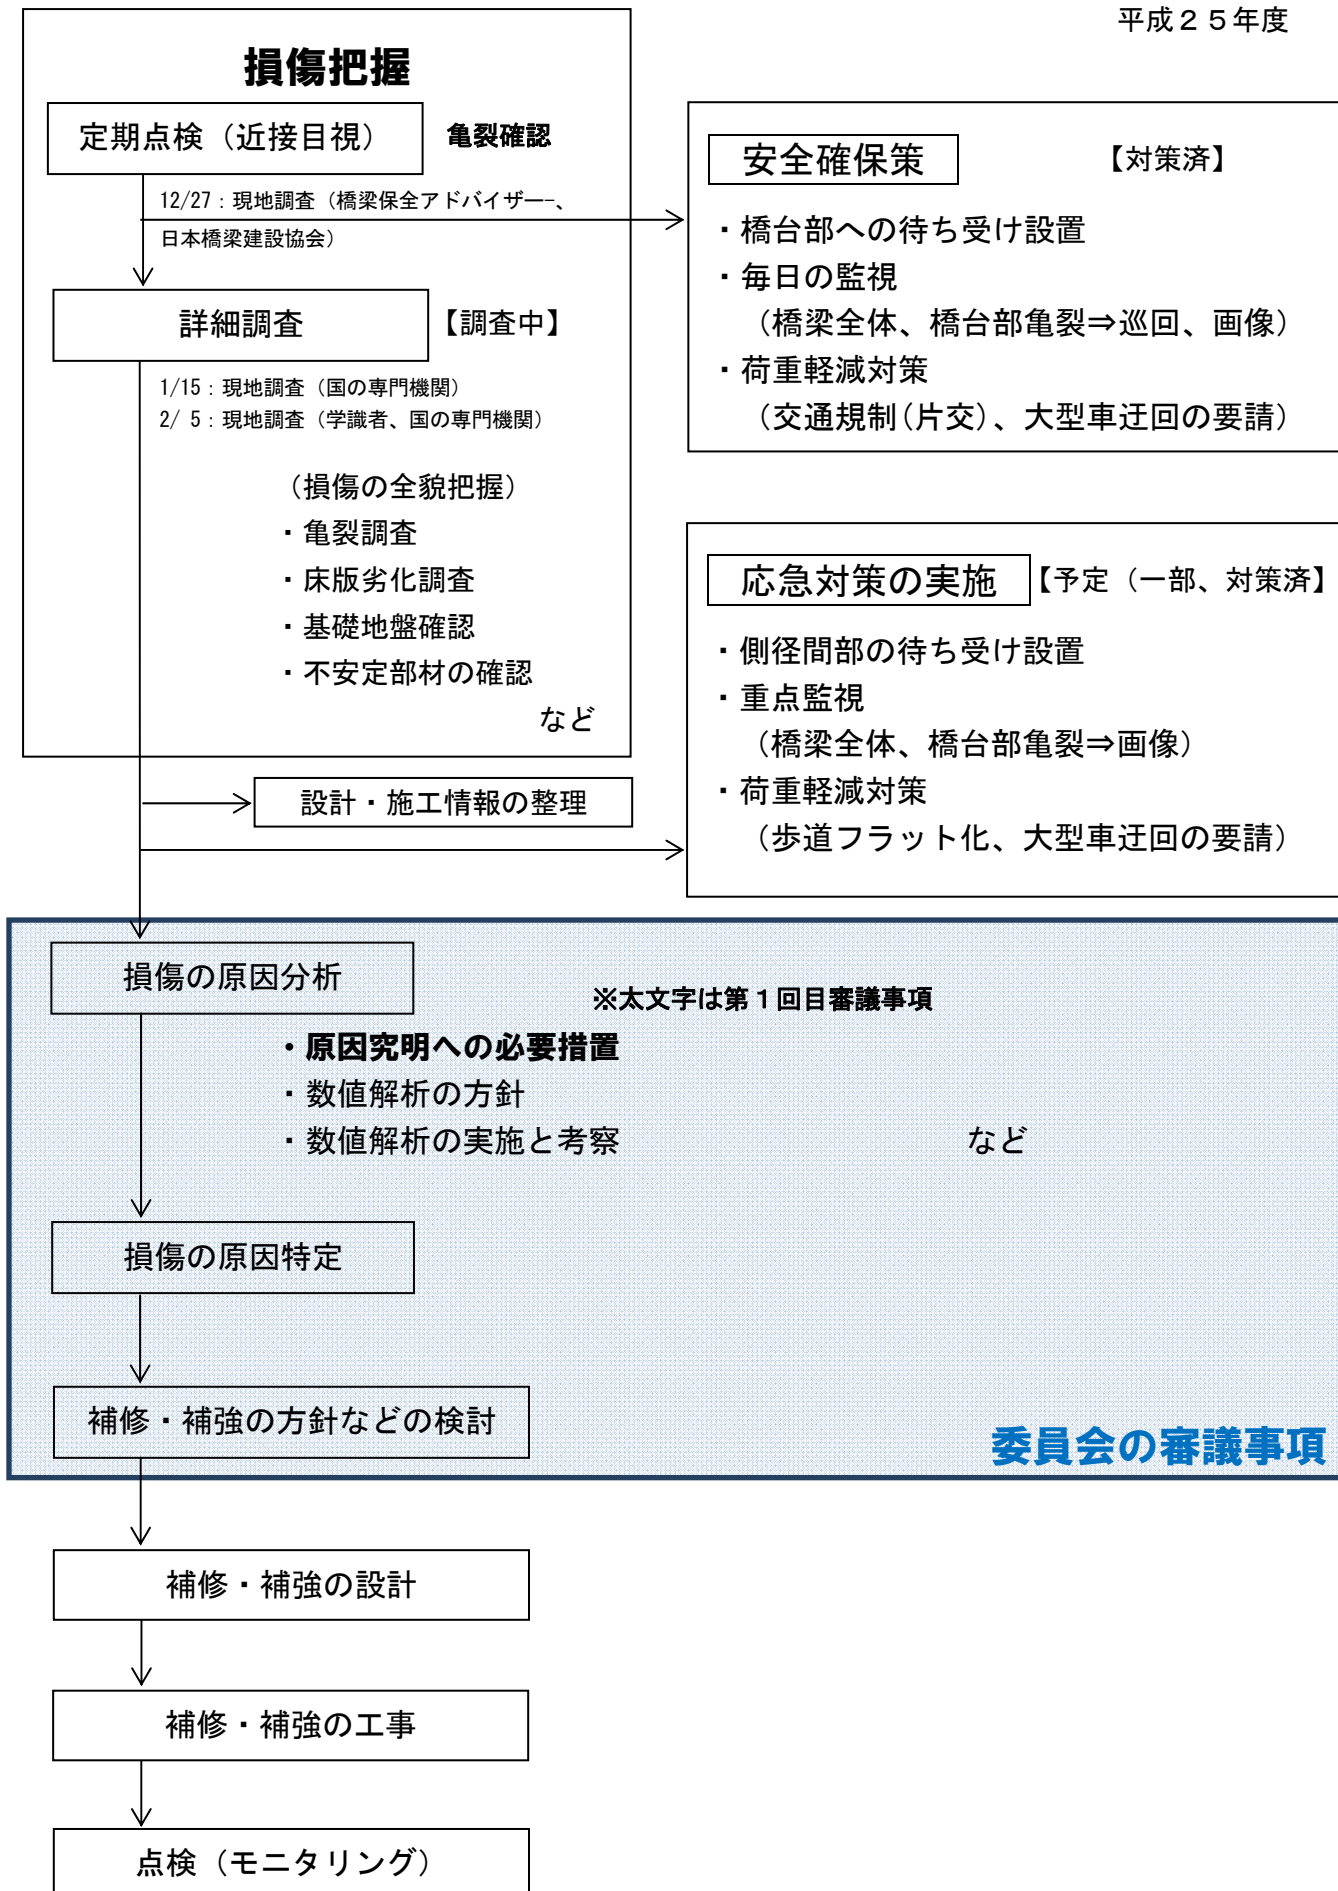 平成２５年度
損傷把握
定期点検（近接目視）
亀裂確認
12/27：現地調査（橋梁保全アドバイザー-、
日本橋梁建設協会）
詳細調査
【調査中】
1/15：現地調査（国の専門機関）
2/ 5：現地調査（学識者、国の専門機関）
（損傷の全貌把握）
・亀裂調査
・床版劣化調査
・基礎地盤確認
・不安定部材の確認
など
安全確保策
【対策済】
・橋台部への待ち受け設置
・毎日の監視
（橋梁全体、橋台部亀裂⇒巡回、画像）
・荷重軽減対策
（交通規制(片交)、大型車迂回の要請）
設計・施工情報の整理
応急対策の実施
【予定（一部、対策済】
・側径間部の待ち受け設置
・重点監視
（橋梁全体、橋台部亀裂⇒画像）
・荷重軽減対策
（歩道フラット化、大型車迂回の要請）
損傷の原因分析
※太文字は第１回目審議事項
・原因究明への必要措置
・数値解析の方針
・数値解析の実施と考察
など
損傷の原因特定
補修・補強の方針などの検討
委員会の審議事項
補修・補強の設計
補修・補強の工事
点検（モニタリング）